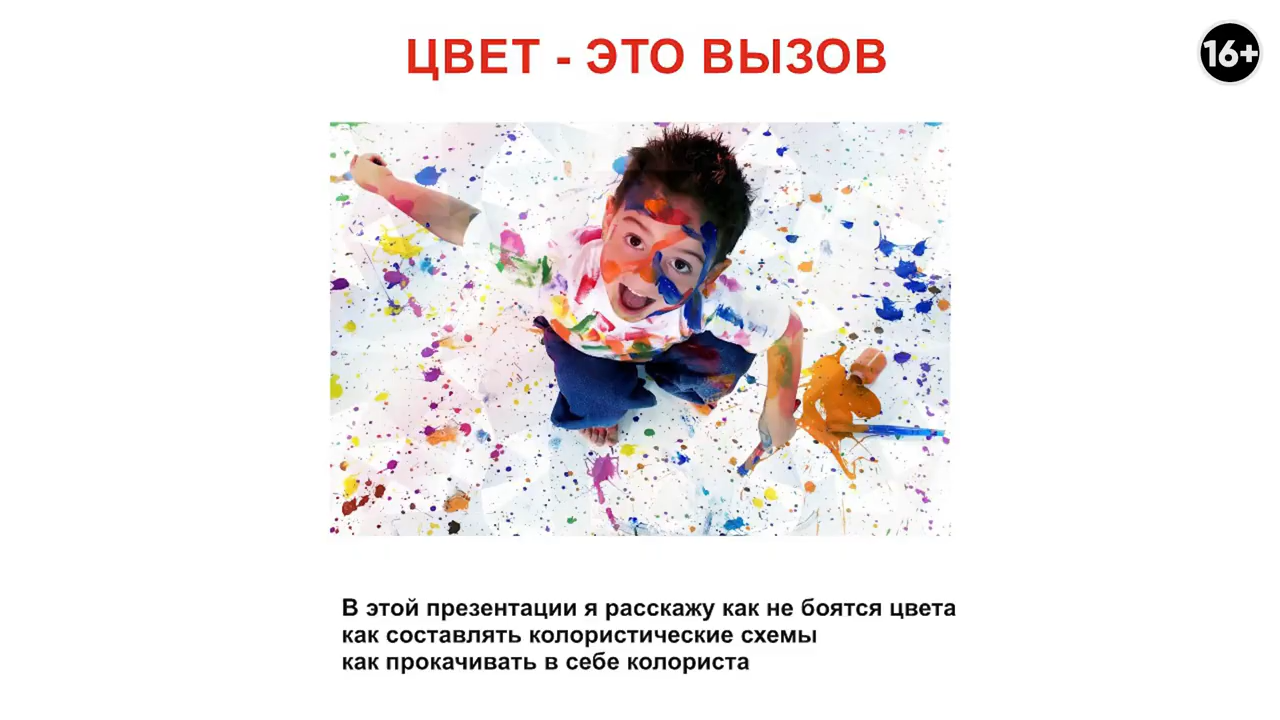 ЦВЕТ - ЭТО ВЫЗОВ
16+
В этой презентации я расскажу как не боятся цвета
как составлять колористические схемы
как прокачивать в себе колориста